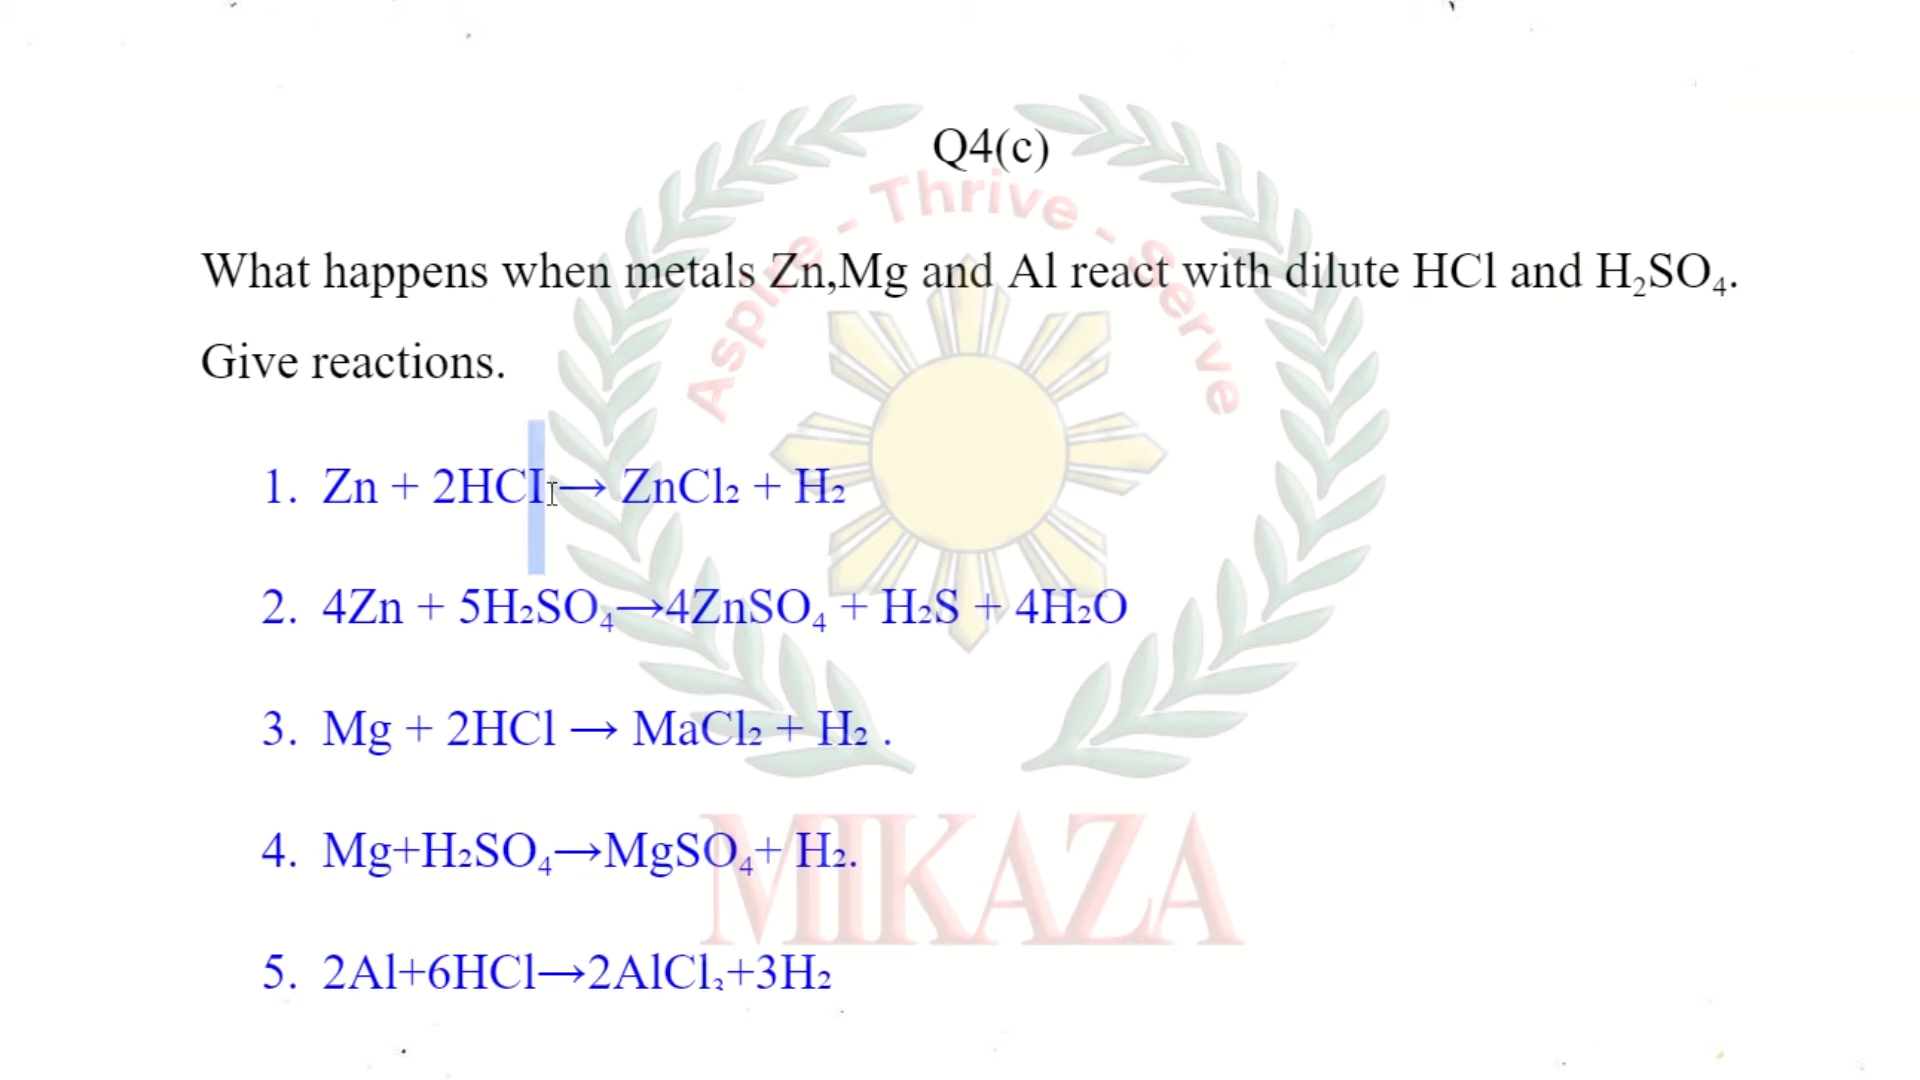 Q4(c)
Aspire - Thrive - Serve
What happens when metals Zn,Mg and Al react with dilute HCl and H₂SO₄.
Give reactions.
1. Zn + 2HCI → ZnCl₂ + H₂
2. 4Zn + 5H₂SO₄→4ZnSO₄ + H₂S + 4H₂O
3. Mg + 2HCl → MaCl₂ + H₂ .
4. Mg+H₂SO₄→MgSO₄+ H₂.
5. 2Al+6HCl→2AlCl₃+3H₂
MIKAZA